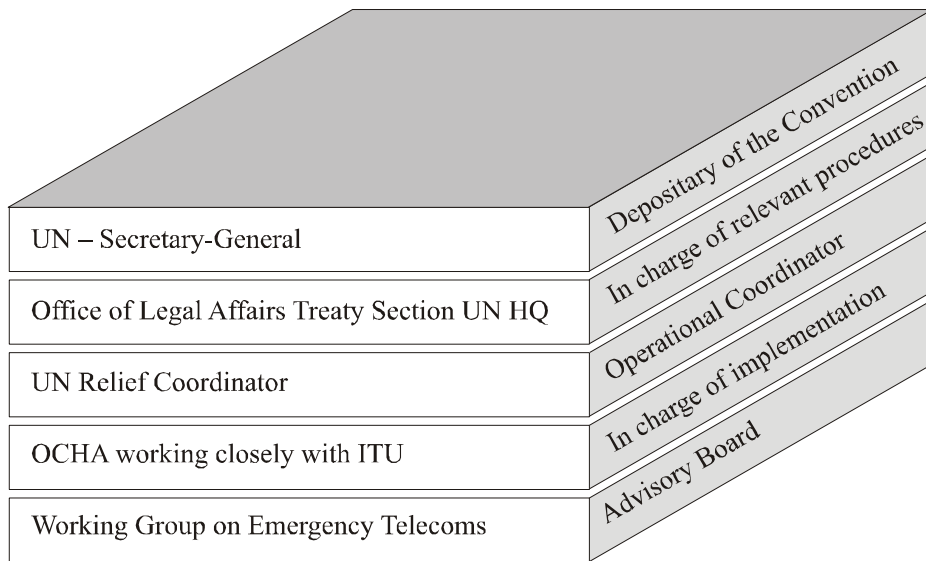 UN – Secretary-General
Depositary of the Convention
Office of Legal Affairs Treaty Section UN HQ
In charge of relevant procedures
UN Relief Coordinator
Operational Coordinator
OCHA working closely with ITU
In charge of implementation
Working Group on Emergency Telecoms
Advisory Board